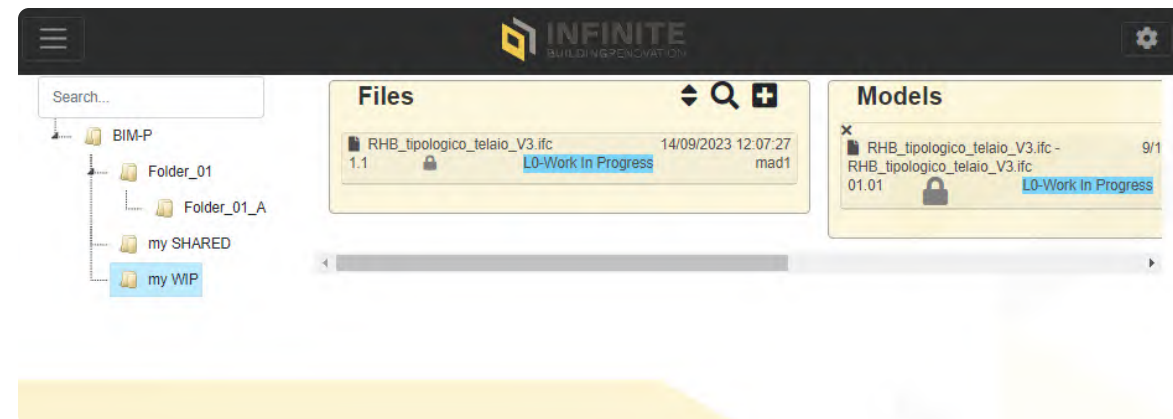 INFINITE
BUILDINGRENOVATION
Search...
BIM-P
Folder_01
Folder_01_A
my SHARED
my WIP
Files
RHB_tipologico_telaio_V3.ifc 14/09/2023 12:07:27
1.1 L0-Work In Progress mad1
Models
RHB_tipologico_telaio_V3.ifc - 9/1
RHB_tipologico_telaio_V3.ifc
01.01 L0-Work In Progress